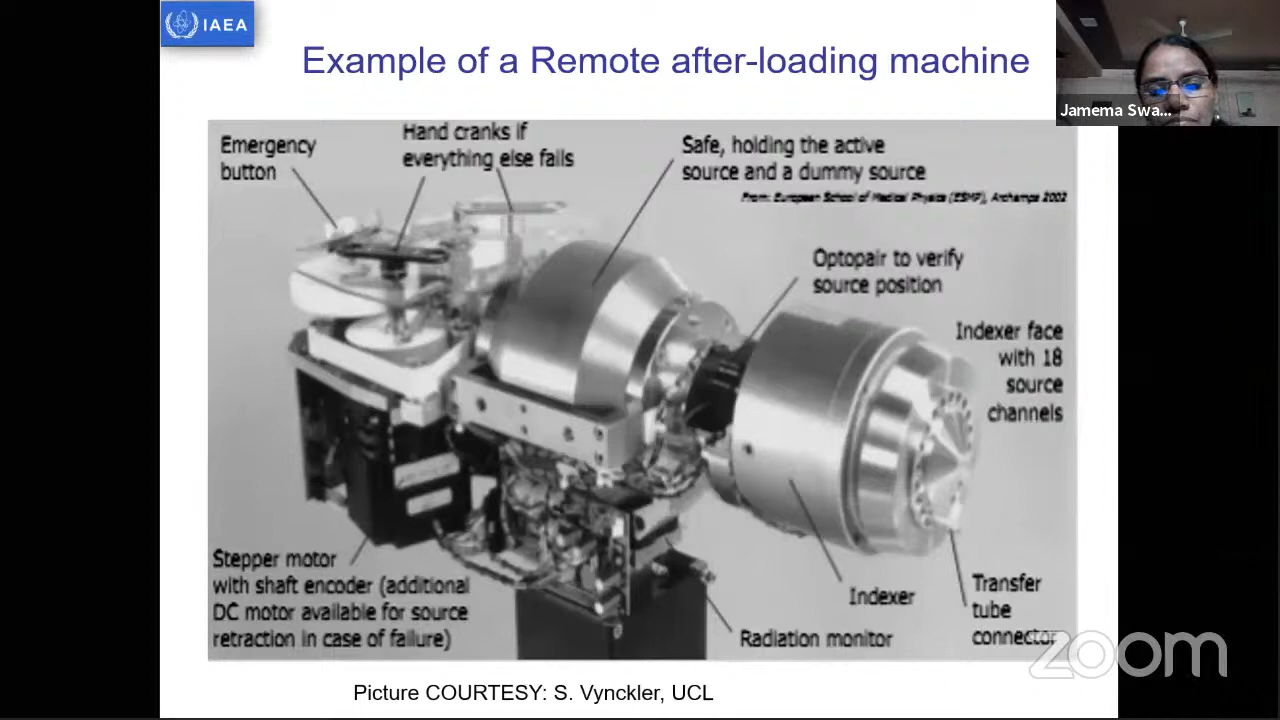 IAEA
Example of a Remote after-loading machine
Jamema Swa...
Emergency
button
Hand cranks if
everything else fails
Safe, holding the active
source and a dummy source
From: European School of Medical Physics (ESMP), Archamps 2002
Optopair to verify
source position
Indexer face
with 18
source
channels
Stepper motor
with shaft encoder (additional
DC motor available for source
retraction in case of failure)
Indexer
Radiation monitor
Transfer
tube
connector
zoom
Picture COURTESY: S. Vynckler, UCL